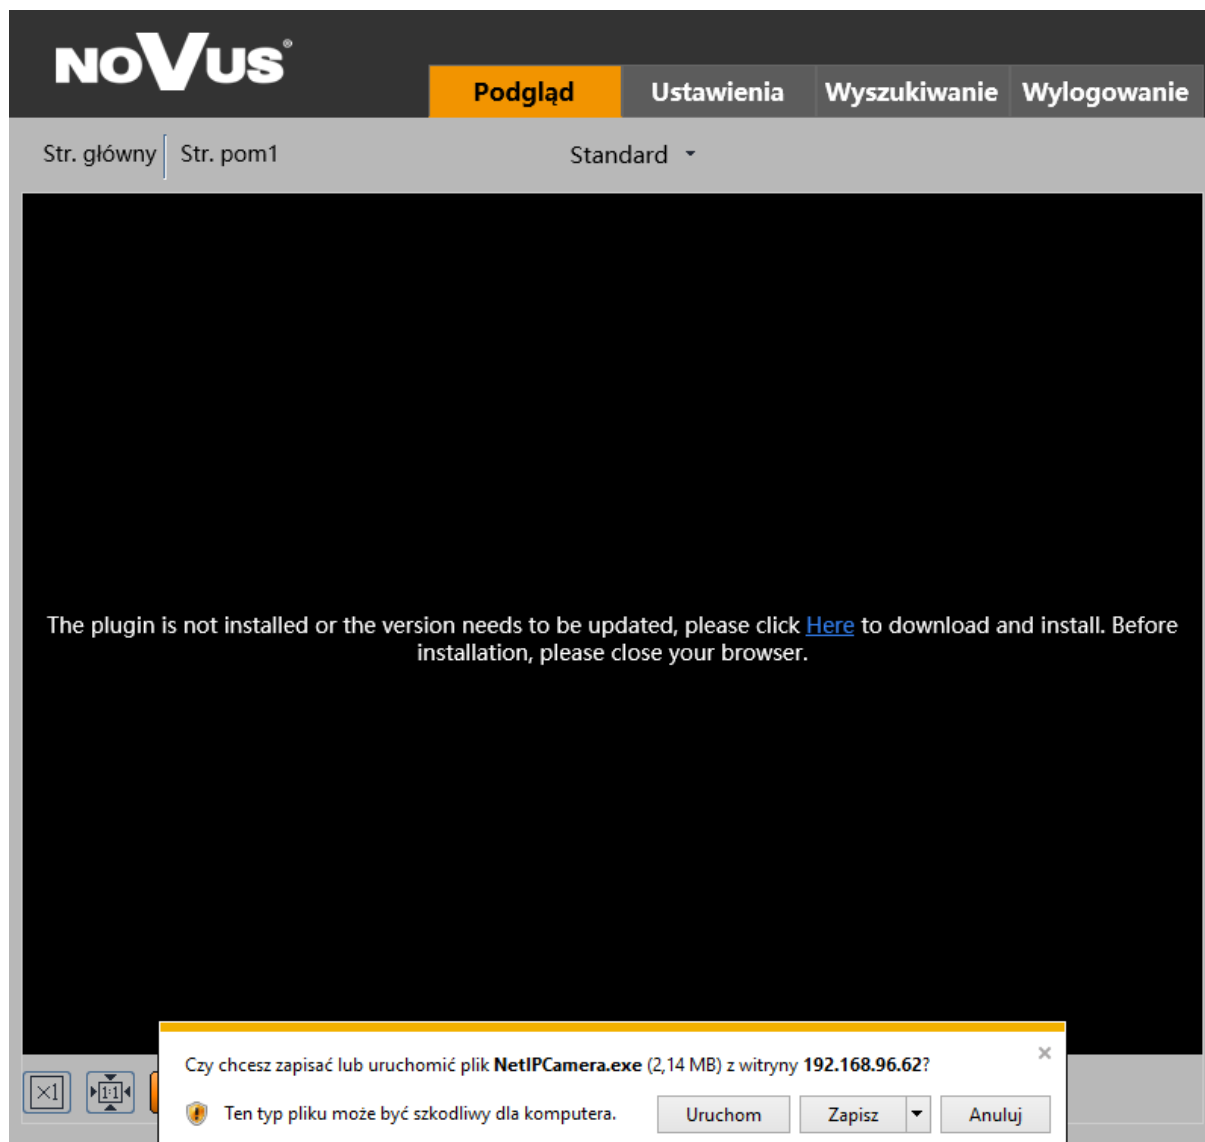 NOVUS®
Podgląd Ustawienia Wyszukiwanie Wylogowanie
Str. główny Str. pom1 Standard
The plugin is not installed or the version needs to be updated, please click Here to download and install. Before
installation, please close your browser.
Czy chcesz zapisać lub uruchomić plik NetIPCamera.exe (2,14 MB) z witryny 192.168.96.62?
Ten typ pliku może być szkodliwy dla komputera. Uruchom Zapisz Anuluj
×1 1:1